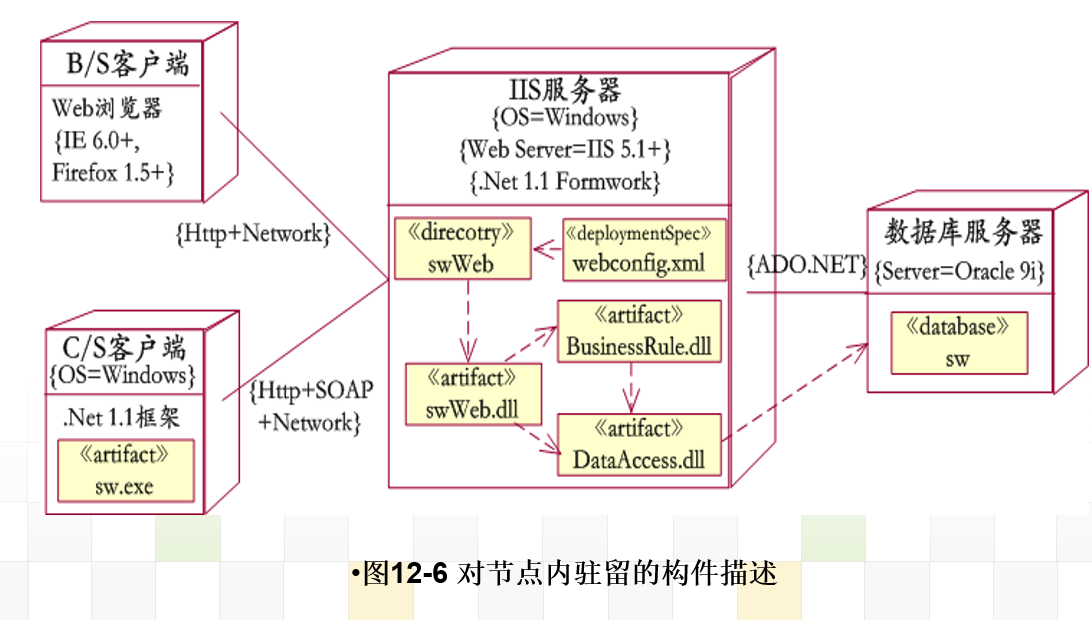 B/S客户端
Web浏览器
{IE 6.0+,
Firefox 1.5+}
{Http+Network}
C/S客户端
{OS=Windows}
.Net 1.1框架
《artifact》
sw.exe
{Http+SOAP
+Network}
IIS服务器
{OS=Windows}
{Web Server=IIS 5.1+}
{.Net 1.1 Formwork}
《direcotry》
swWeb
《deploymentSpec》
webconfig.xml
《artifact》
BusinessRule.dll
《artifact》
swWeb.dll
《artifact》
DataAccess.dll
{ADO.NET}
数据库服务器
{Server=Oracle 9i}
《database》
sw
•图12-6 对节点内驻留的构件描述